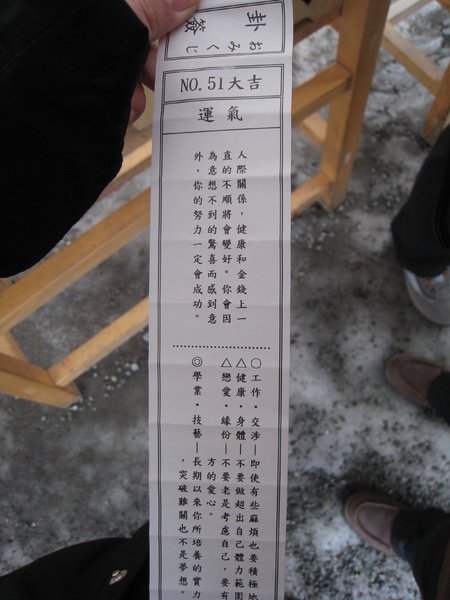 卦籤
おみくじ
NO.51大吉
運氣
人際關係，健康和金錢上一
直的不順將會變好。你會因
為意想不到的驚喜而感到意
外，你的努力一定會成功。
○工作・交涉—即使有些麻煩也要積極地
△健康・身體—不要做超出自己體力範圍
△戀愛・緣份—不要老是考慮自己，要有
方的愛心
◎學業・技藝—長期以來你所培養的實力
，突破難關也不是夢想。